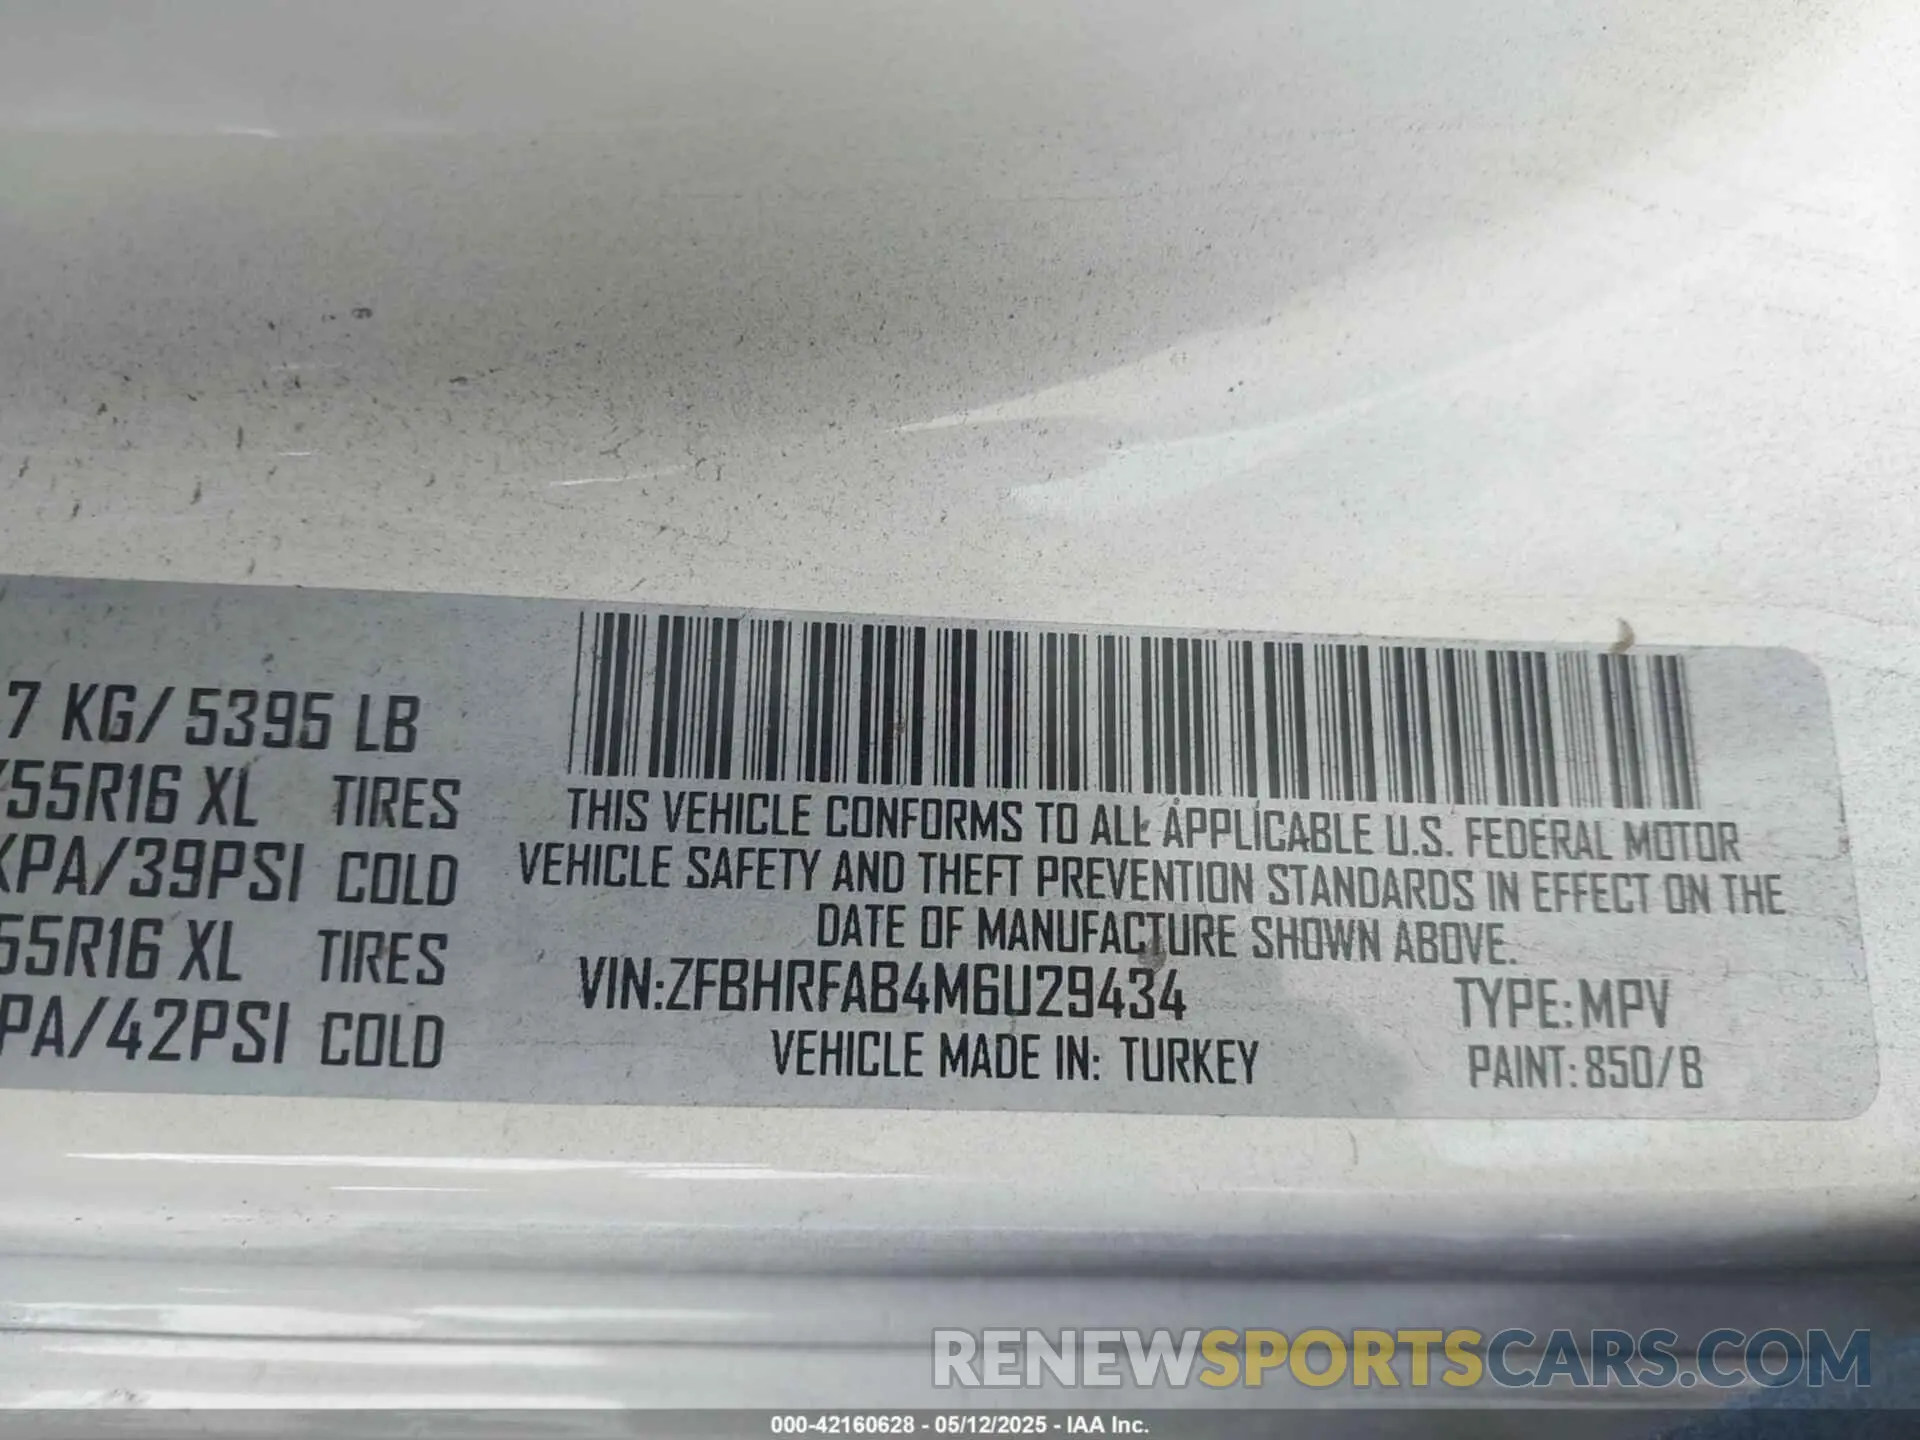 7 KG/ 5395 LB
55R16 XL TIRES
KPA/39PSI COLD
55R16 XL TIRES
PA/42PSI COLD
THIS VEHICLE CONFORMS TO ALL APPLICABLE U.S. FEDERAL MOTOR
VEHICLE SAFETY AND THEFT PREVENTION STANDARDS IN EFFECT ON THE
DATE OF MANUFACTURE SHOWN ABOVE.
VIN:ZFBHRFAB4M6U29434
TYPE:MPV
VEHICLE MADE IN: TURKEY
PAINT:850/B
RENEWSPORTSCARS.COM
000-42160628 - 05/12/2025 - IAA Inc.